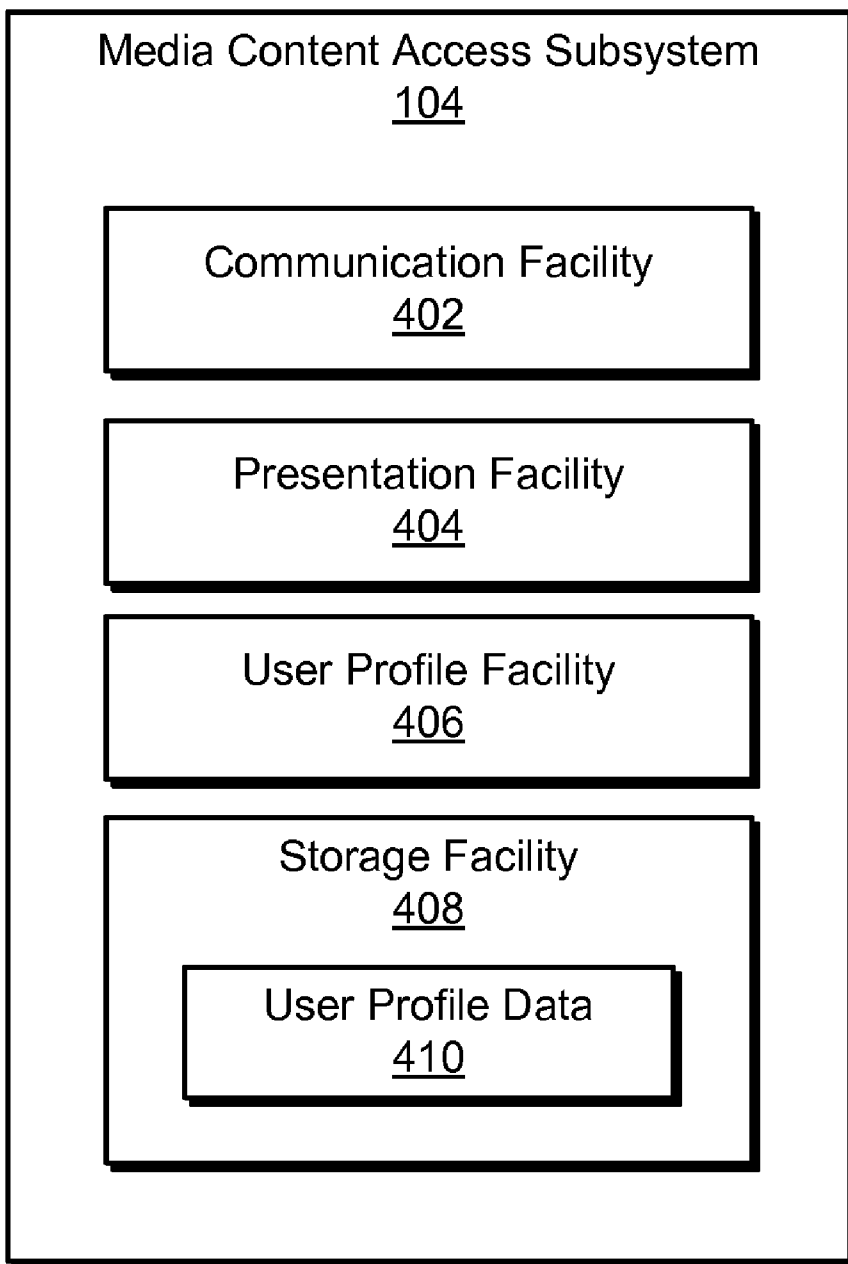 Media Content Access Subsystem
104
Communication Facility
402
Presentation Facility
404
User Profile Facility
406
Storage Facility
408
User Profile Data
410